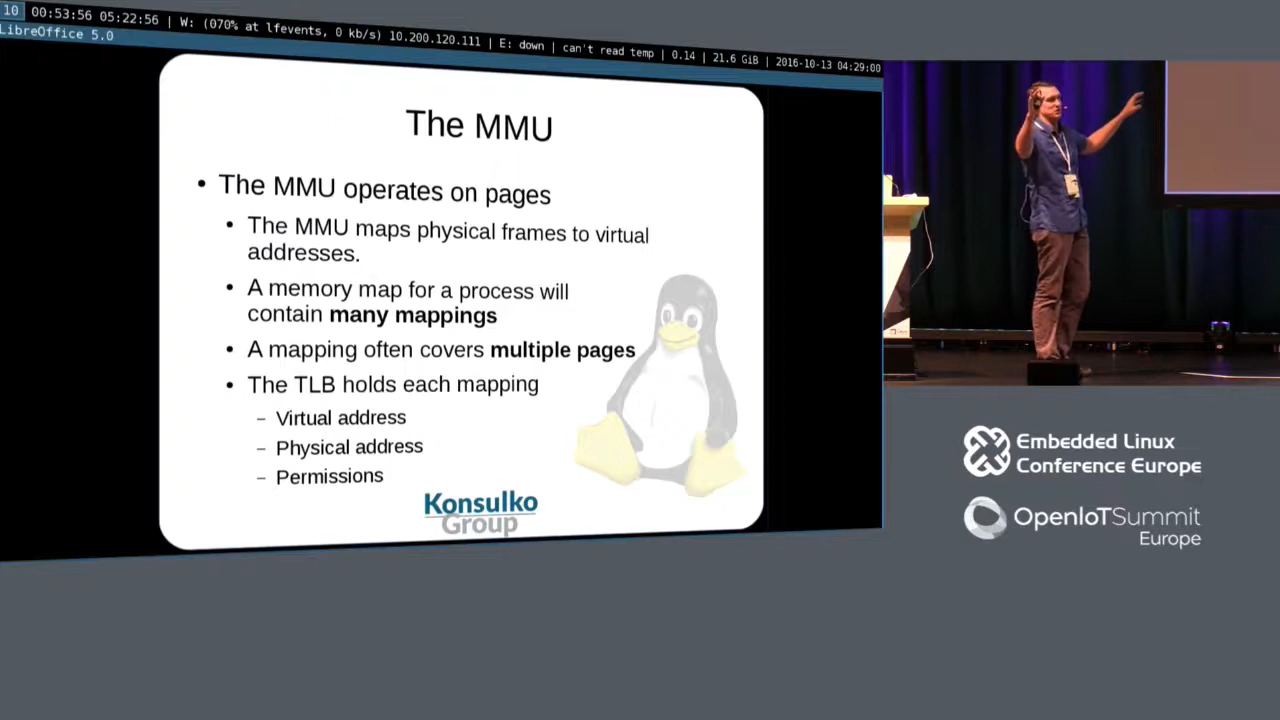 10 00:53:56 05:22:56 | W: (070% at lfevents, 0 kb/s) 10.200.120.111 | E: down | can't read temp | 0.14 | 21.6 GiB | 2016-10-13 04:29:00
LibreOffice 5.0
The MMU
• The MMU operates on pages
• The MMU maps physical frames to virtual
addresses.
• A memory map for a process will
contain many mappings
• A mapping often covers multiple pages
• The TLB holds each mapping
– Virtual address
– Physical address
– Permissions
Konsulko
Group
Embedded Linux
Conference Europe
OpenIoTSummit
Europe